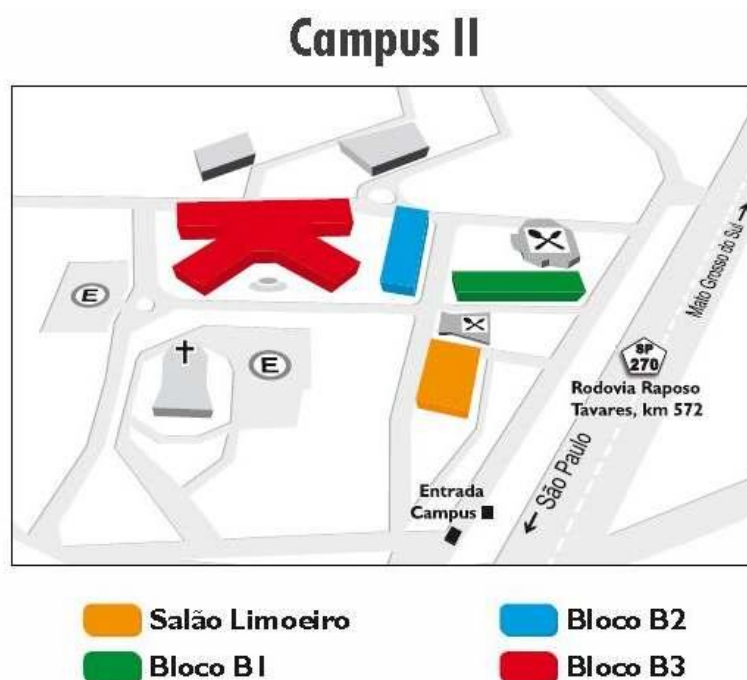 Campus II
Mato Grosso do Sul
E
E
SP
270
Rodovia Raposo
Tavares, km 572
São Paulo
Entrada
Campus
Salão Limoeiro
Bloco B2
Bloco B1
Bloco B3